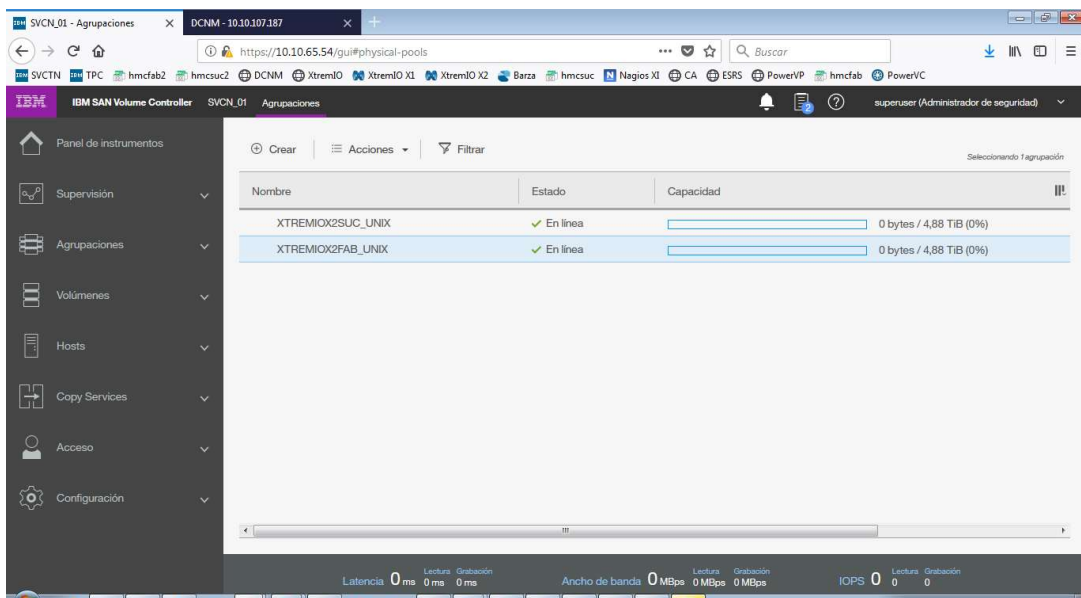 SVCN_01 - Agrupaciones
DCNM - 10.10.107.187
https://10.10.65.54/gui#physical-pools
Buscar
SVCTN TPC hmcfab2 hmcsuc2 DCNM XtremIO XtremIO X1 XtremIO X2 Barza hmcsuc Nagios XI CA ESRS PowerVP hmcfab PowerVC
IBM IBM SAN Volume Controller SVCN_01 Agrupaciones 2 superuser (Administrador de seguridad)
Panel de instrumentos
Supervisión
Agrupaciones
Volúmenes
Hosts
Copy Services
Acceso
Configuración
Crear Acciones Filtrar
Seleccionando 1 agrupación
Nombre Estado Capacidad
XTREMIOX2SUC_UNIX En línea 0 bytes / 4,88 TiB (0%)
XTREMIOX2FAB_UNIX En línea 0 bytes / 4,88 TiB (0%)
Latencia 0 ms Lectura 0 ms Grabación 0 ms
Ancho de banda 0 MBps Lectura 0 MBps Grabación 0 MBps
IOPS 0 Lectura 0 Grabación 0